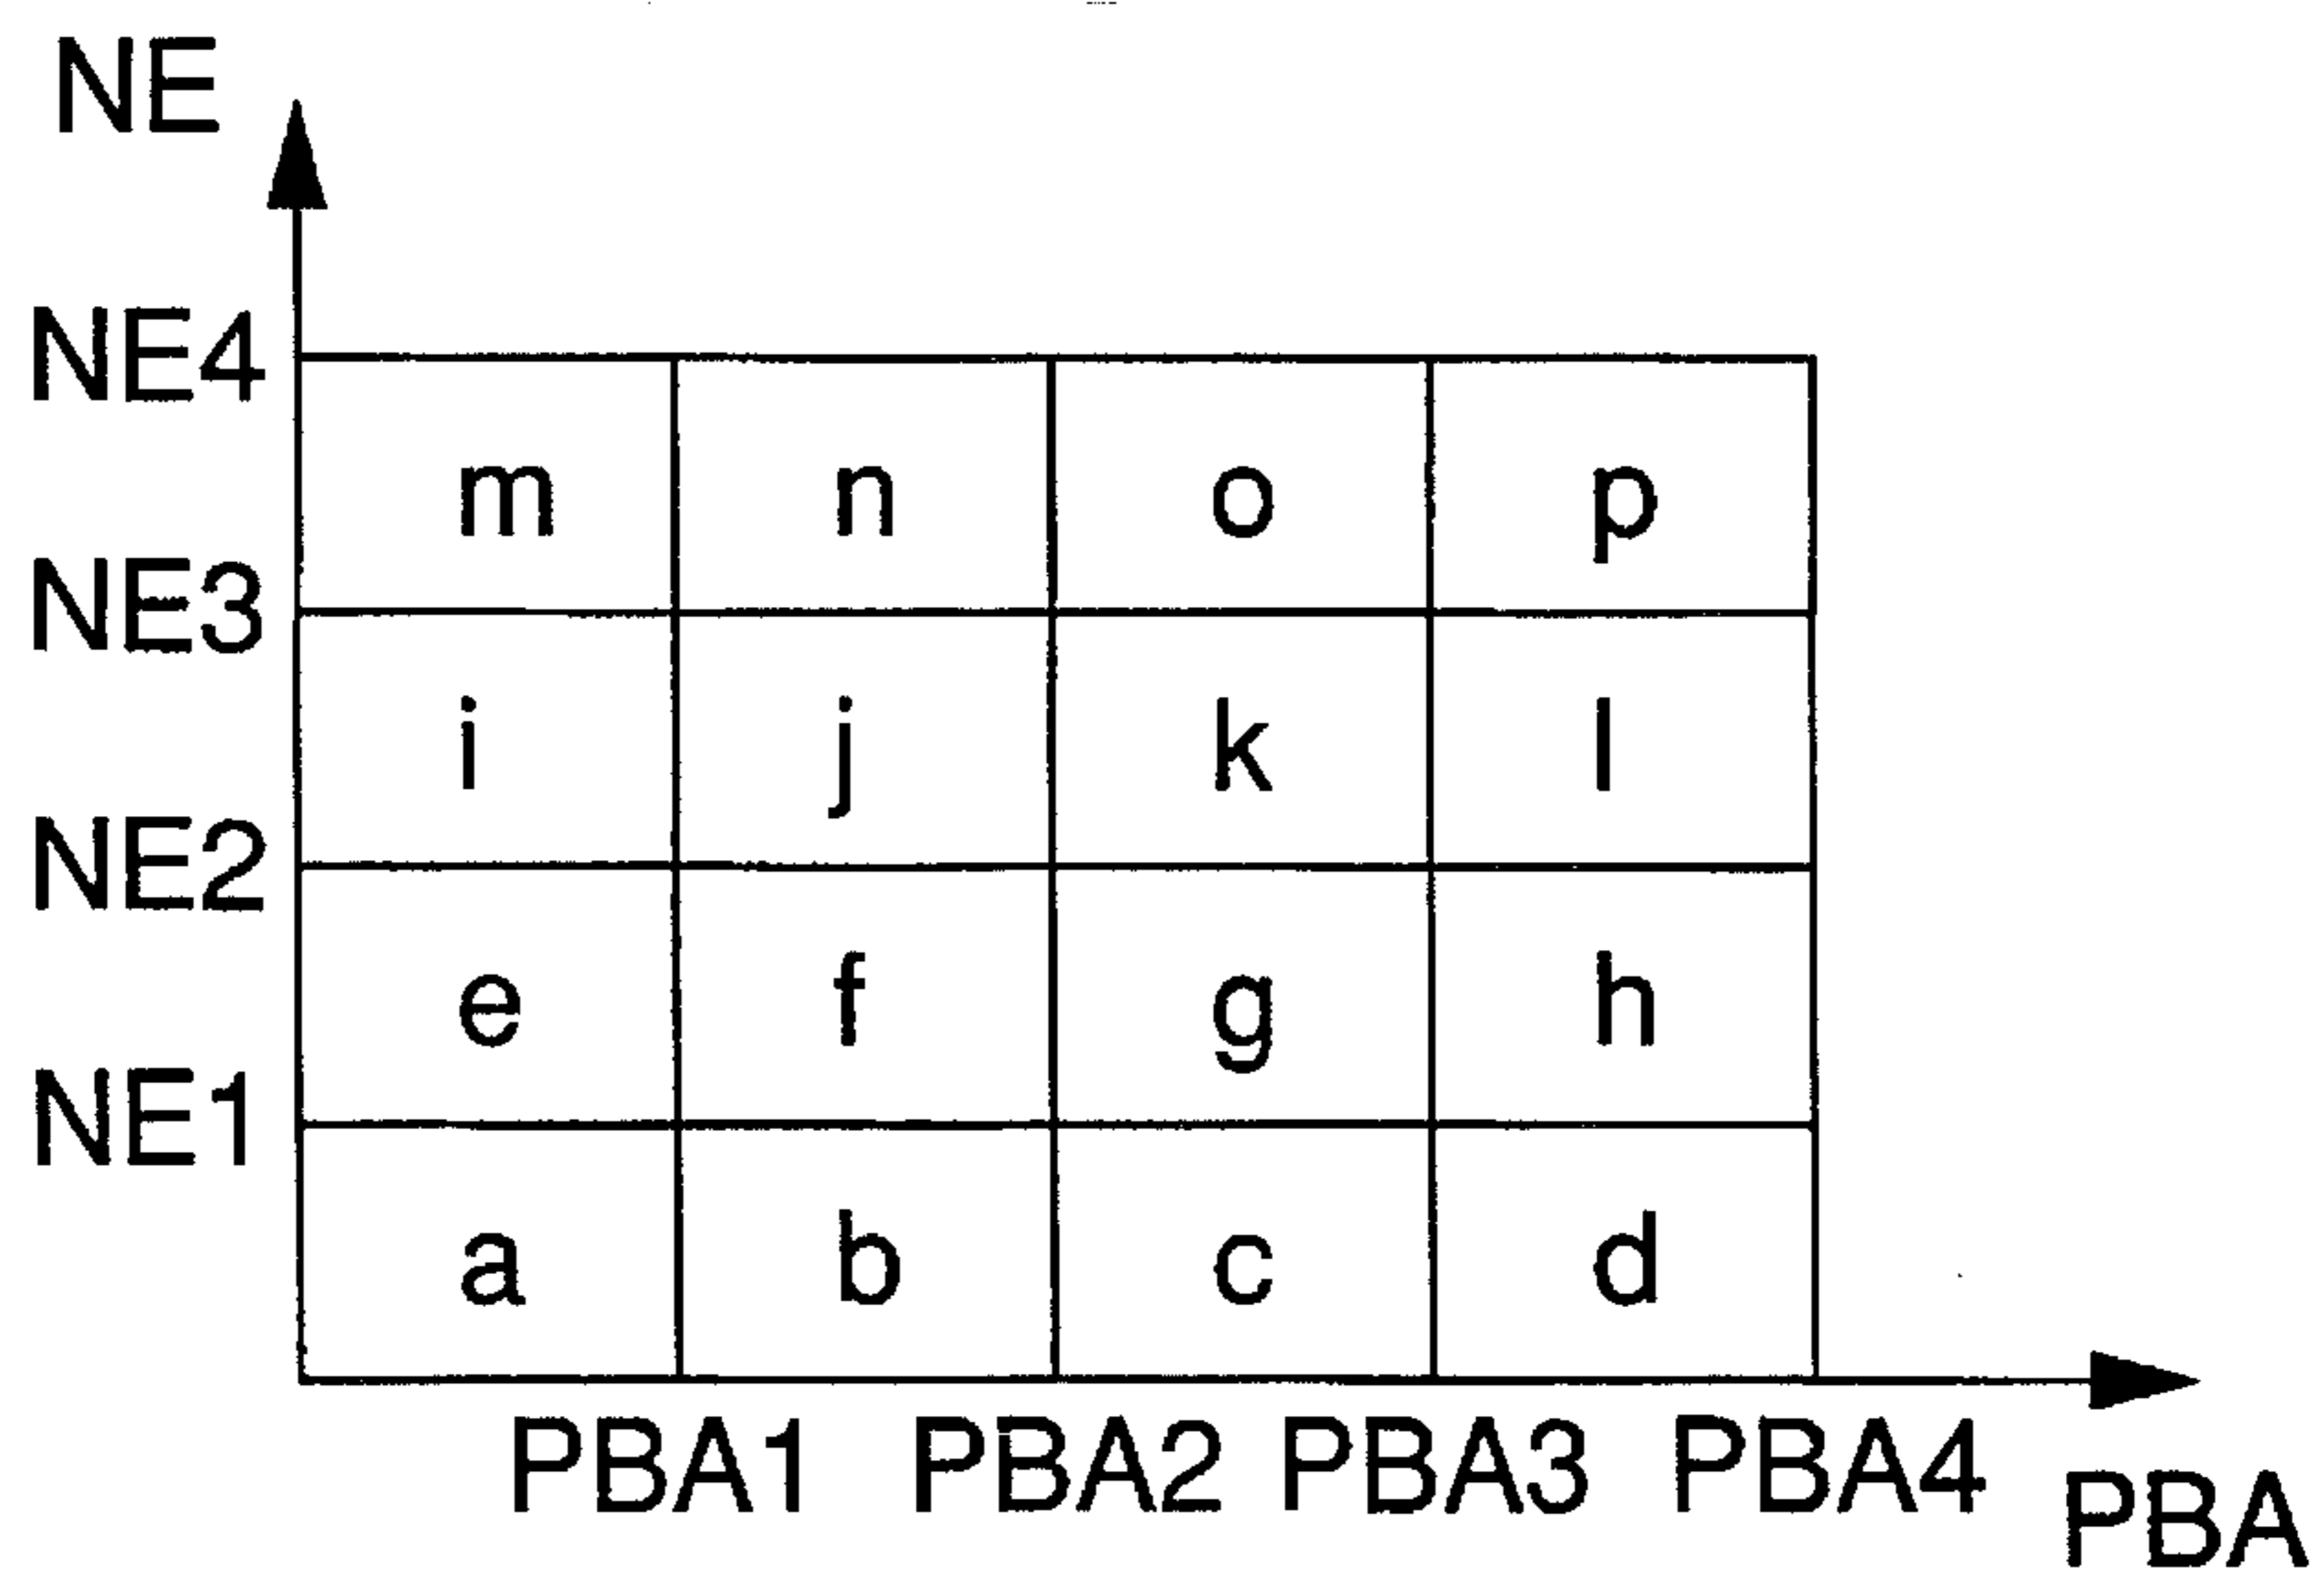 NE
NE4
m n o p
NE3
i j k l
NE2
e f g h
NE1
a b c d
PBA1 PBA2 PBA3 PBA4
PBA